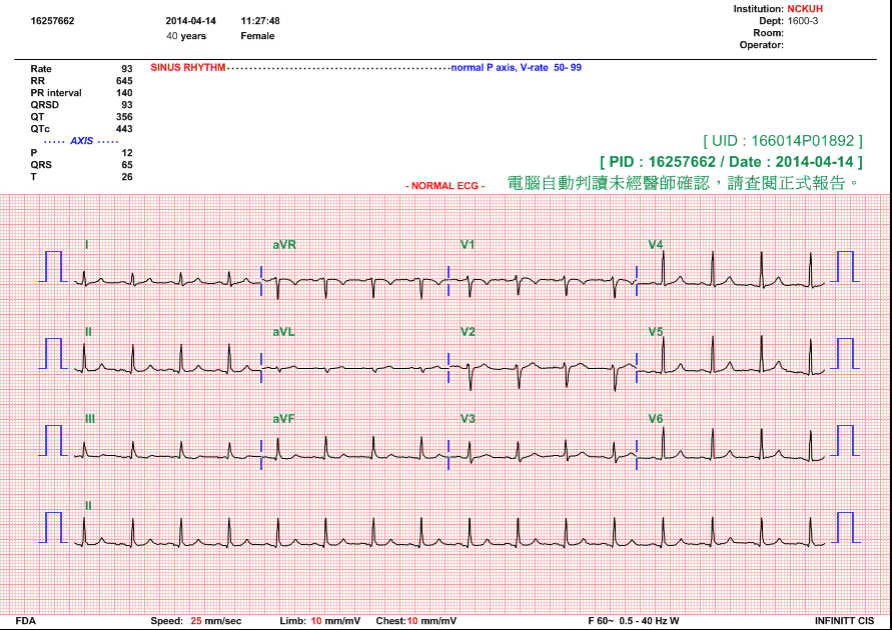 Institution: NCKUH
16257662 2014-04-14 11:27:48 Dept: 1600-3
40 years Female Room:
Operator:
Rate 93 SINUS RHYTHM normal P axis, V-rate 50- 99
RR 645
PR interval 140
QRSD 93
QT 356
QTc 443
AXIS
P 12
QRS 65
T 26
[ UID : 166014P01892 ]
[ PID : 16257662 / Date : 2014-04-14 ]
- NORMAL ECG - 電腦自動判讀未經醫師確認，請查閱正式報告。
I aVR V1 V4
II aVL V2 V5
III aVF V3 V6
II
FDA Speed: 25 mm/sec Limb: 10 mm/mV Chest:10 mm/mV F 60~ 0.5 - 40 Hz W INFINITT CIS